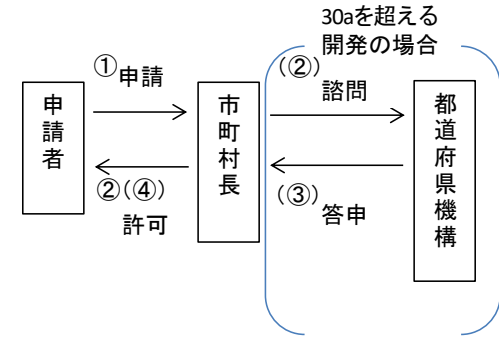 30aを超える
開発の場合
①申請
(②)
諮問
申請者
市町村長
都道府県機構
②(④)
許可
(③)
答申